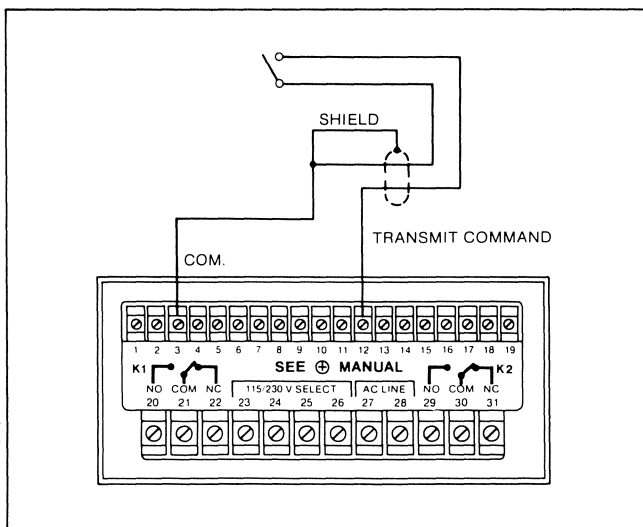 SHIELD
TRANSMIT COMMAND
COM.
1 2 3 4 5 6 7 8 9 10 11 12 13 14 15 16 17 18 19
K1 SEE ⊕ MANUAL K2
NO COM NC 115/230 V SELECT AC LINE NO COM NC
20 21 22 23 24 25 26 27 28 29 30 31